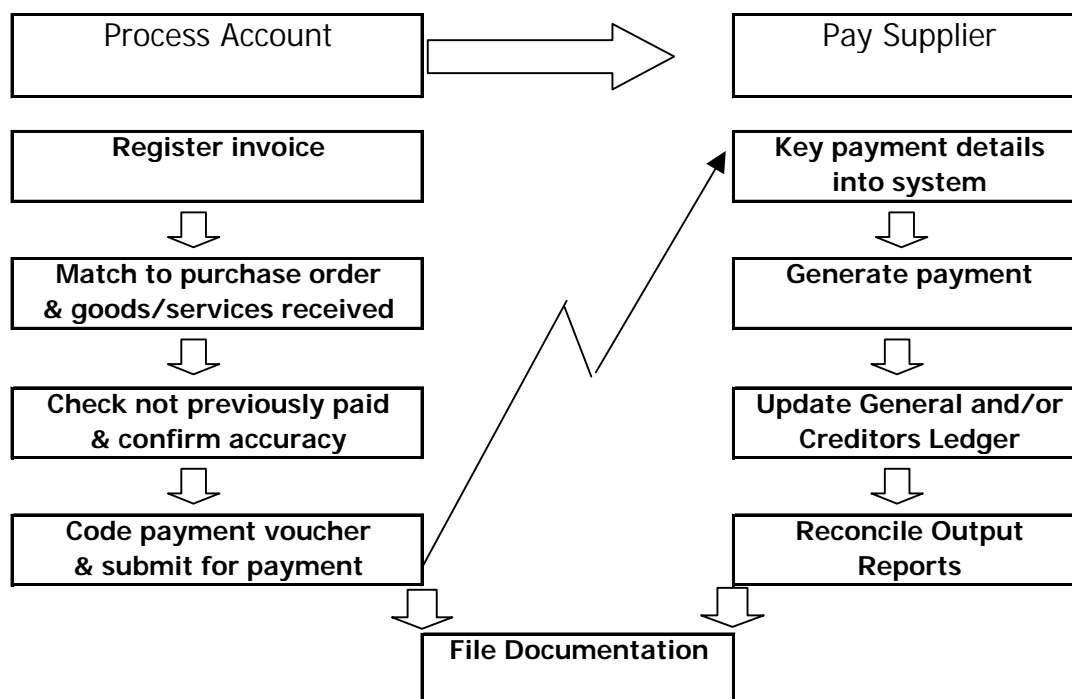 Process Account
Pay Supplier
Register invoice
Match to purchase order
& goods/services received
Check not previously paid
& confirm accuracy
Code payment voucher
& submit for payment
Key payment details
into system
Generate payment
Update General and/or
Creditors Ledger
Reconcile Output
Reports
File Documentation